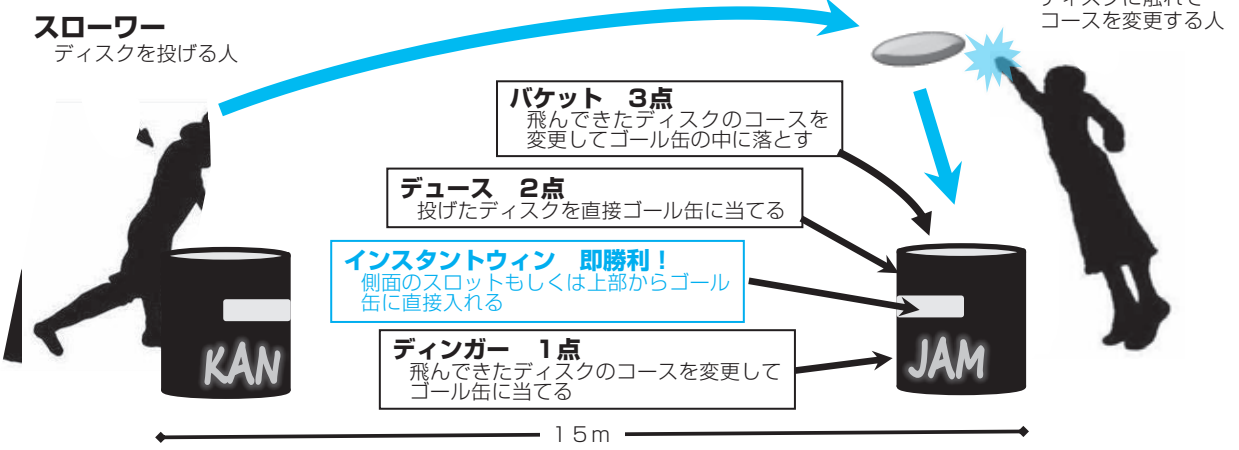 スローワー
ディスクを投げる人
コースを変更する人
バケット　3点
飛んできたディスクのコースを
変更してゴール缶の中に落とす
デュース　2点
投げたディスクを直接ゴール缶に当てる
インスタントウィン　即勝利！
側面のスロットもしくは上部からゴール
缶に直接入れる
ディンガー　1点
飛んできたディスクのコースを変更して
ゴール缶に当てる
KAN
JAM
15m